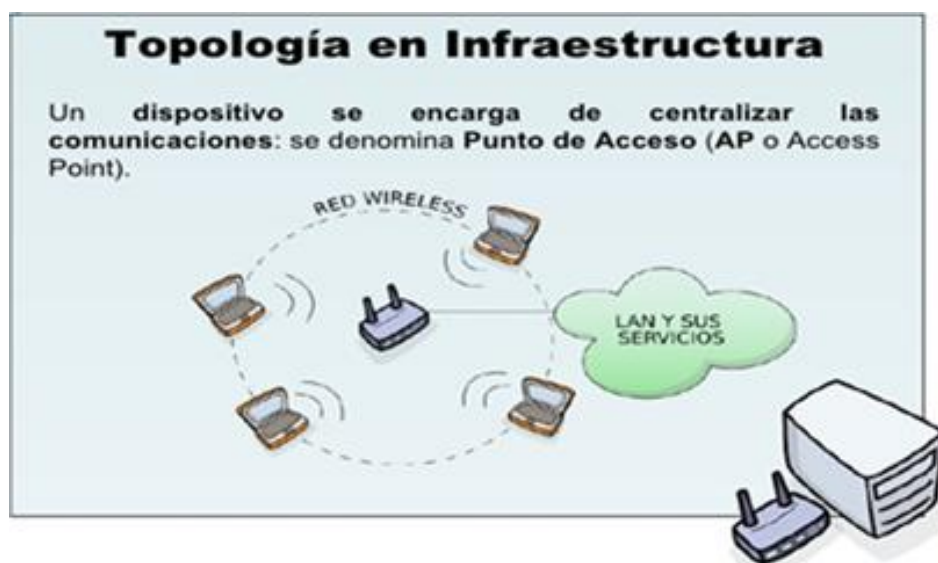 Topología en Infraestructura
Un dispositivo se encarga de centralizar las
comunicaciones: se denomina Punto de Acceso (AP o Access
Point).
RED WIRELESS
LAN Y SUS
SERVICIOS